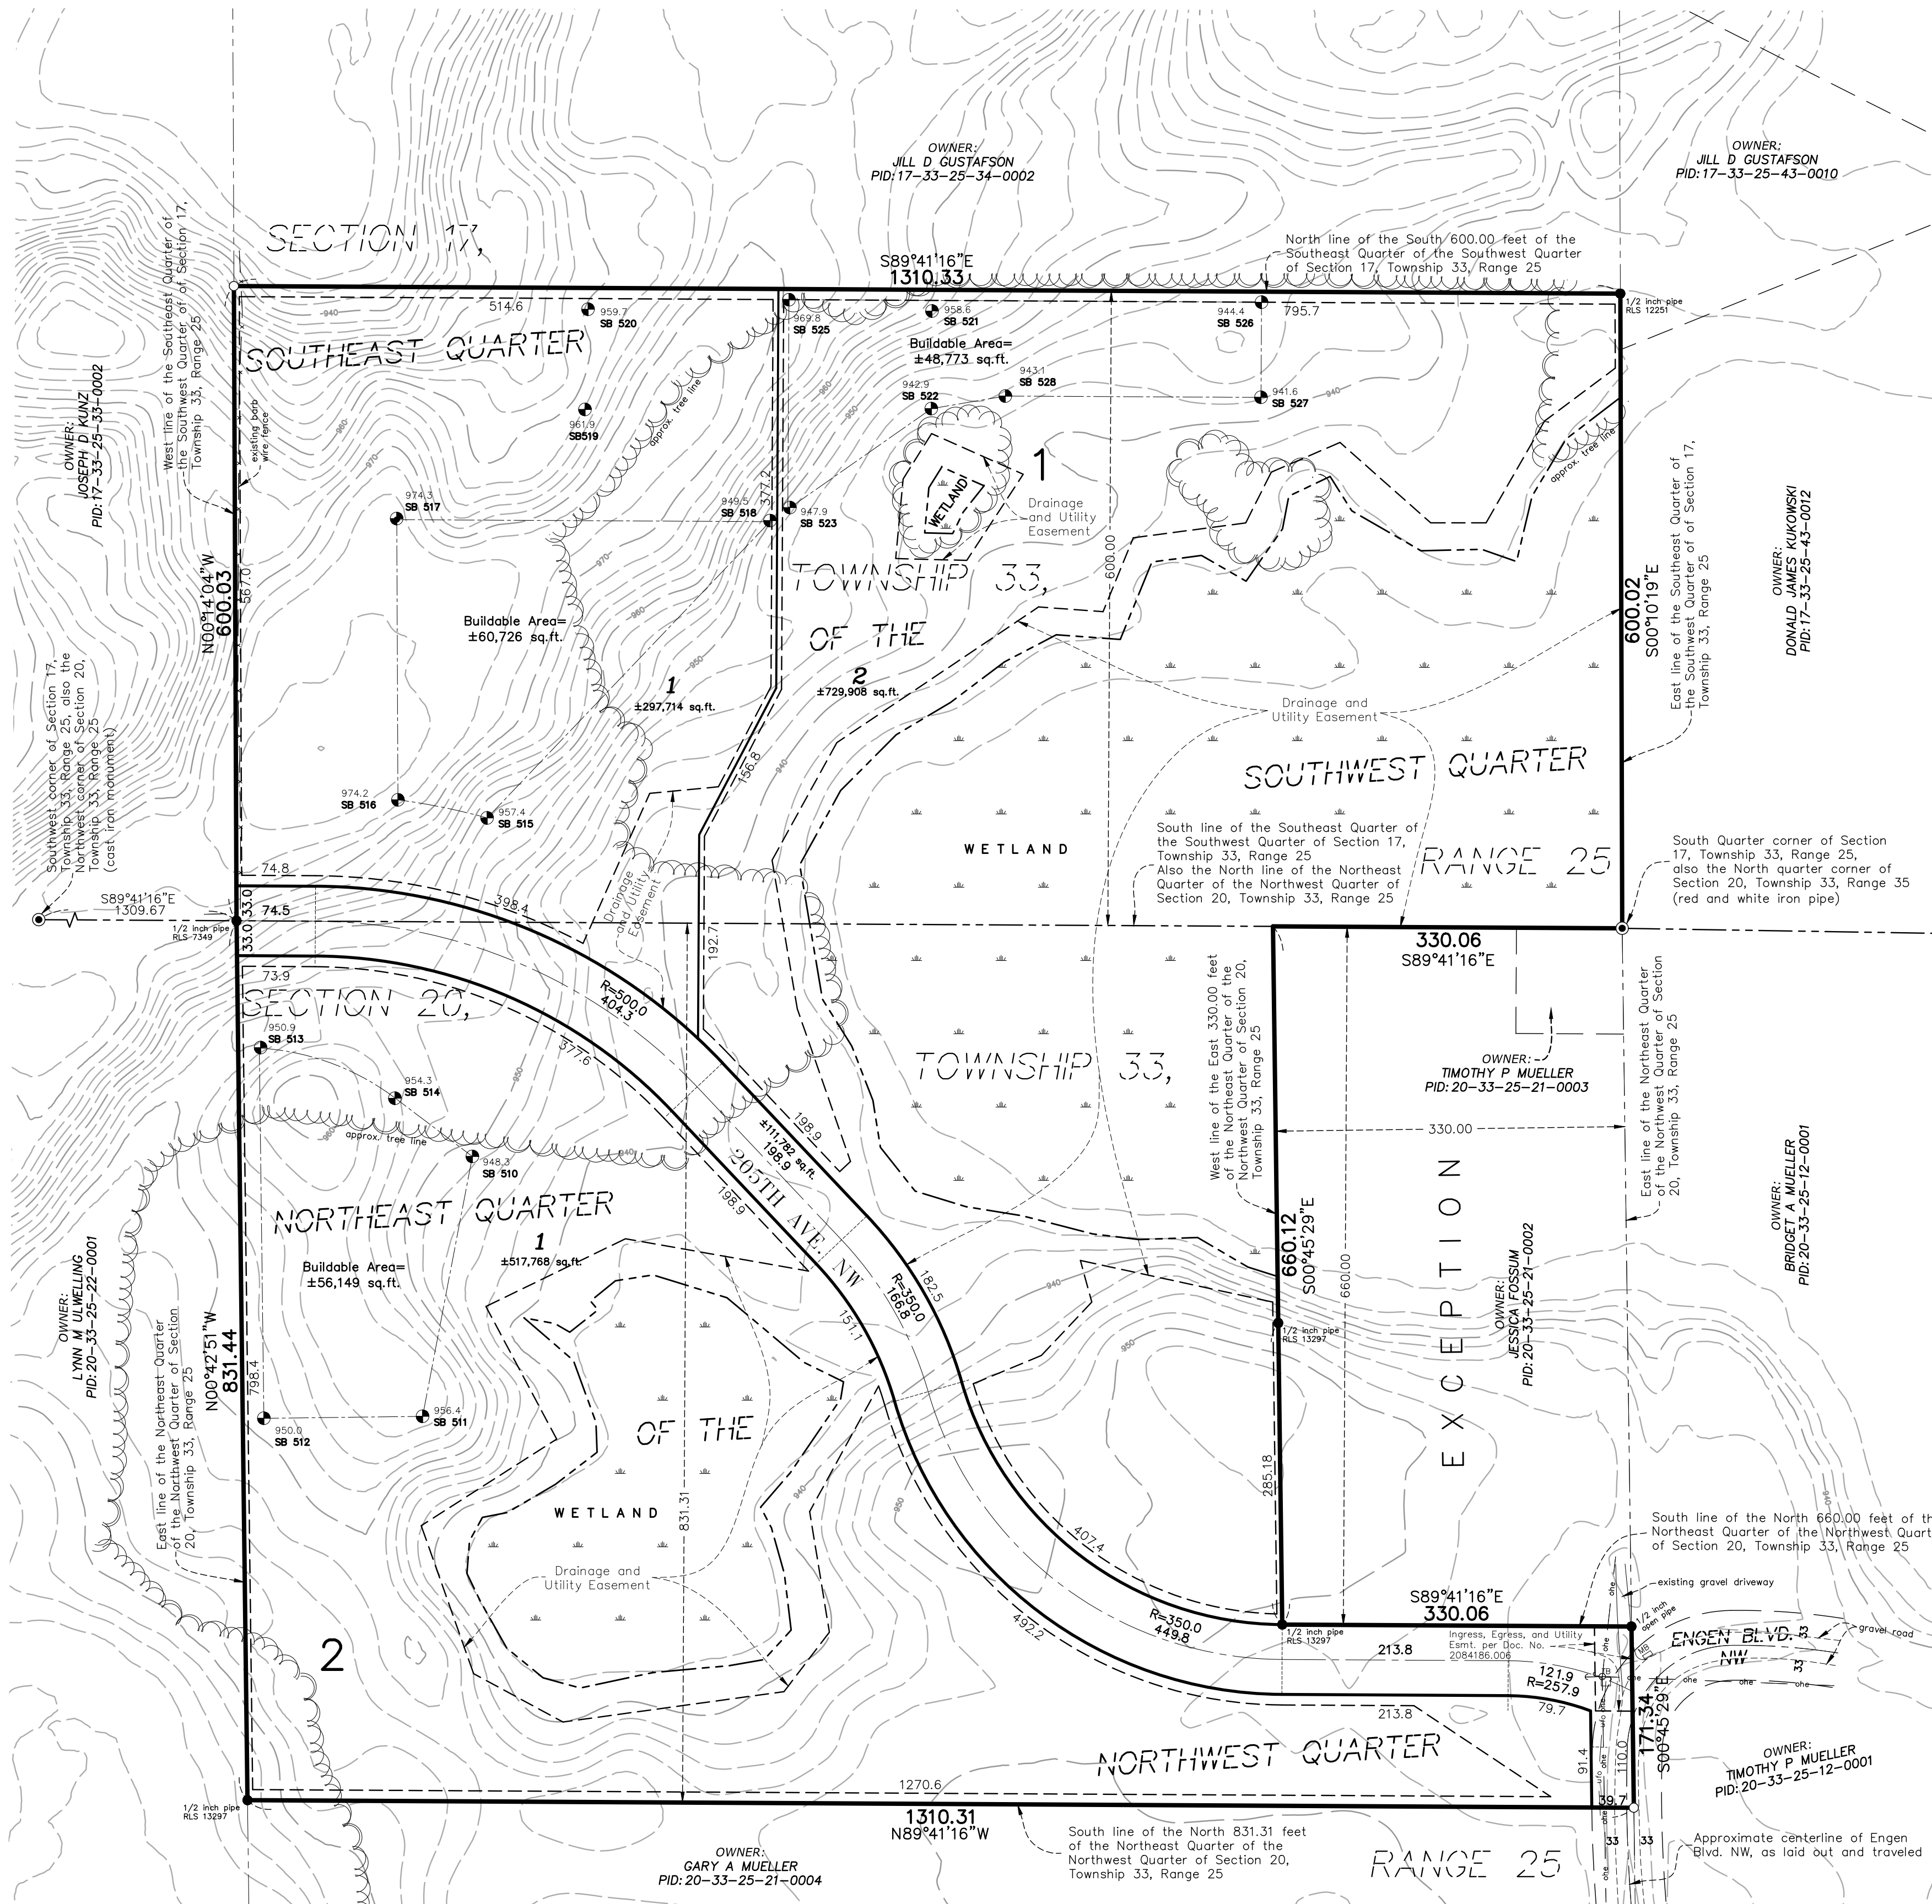 OWNER:
JILL D GUSTAFSON
PID:17-33-25-34-0002
OWNER:
JILL D GUSTAFSON
PID:17-33-25-43-0010
SECTION 17,
S89°41'16"E
1310.33
North line of the South 600.00 feet of the
Southeast Quarter of the Southwest Quarter
of Section 17, Township 33, Range 25
1/2 inch pipe
RLS 12251
West line of the Southeast Quarter of
the Southwest Quarter of of Section 17,
Township 33, Range 25
OWNER:
JOSEPH D KUNZ
PID:17-33-25-33-0002
existing barb
wire fence
-940
514.6
959.7
SB 520
969.8
SB 525
958.6
SB 521
944.4
SB 526
795.7
SOUTHEAST QUARTER
Buildable Area=
±48,773 sq.ft.
943.1
SB 528
942.9
SB 522
941.6
SB 527
940
960
950
961.9
SB519
approx. tree line
960
970
974.3
SB 517
949.5
SB 518
377.2
947.9
SB 523
WETLAND
1
Drainage
and Utility
Easement
600.00
approx. tree line
N00°14'04"W
600.03
567.0
970
960
950
TOWNSHIP 33,
OF THE
Buildable Area=
±60,726 sq.ft.
1
±297,714 sq.ft.
2
±729,908 sq.ft.
600.02
S00°10'19"E
East line of the Southeast Quarter of
the Southwest Quarter of Section 17,
Township 33, Range 25
OWNER:
DONALD JAMES KUKOWSKI
PID:17-33-25-43-0012
Drainage and
Utility Easement
Southwest corner of Section 17,
Township 33, Range 25, also the
Northwest corner of Section 20,
Township 33, Range 25
(cast iron monument)
974.2
SB 516
957.4
SB 515
156.8
940
SOUTHWEST QUARTER
WETLAND
South line of the Southeast Quarter of
the Southwest Quarter of Section 17,
Township 33, Range 25
Also the North line of the Northeast
Quarter of the Northwest Quarter of
Section 20, Township 33, Range 25
RANGE 25
South Quarter corner of Section
17, Township 33, Range 25,
also the North quarter corner of
Section 20, Township 33, Range 35
(red and white iron pipe)
S89°41'16"E
1309.67
1/2 inch pipe
RLS 7349
33.0
33.0
74.8
74.5
73.9
398.4
Drainage
and Utility
Easement
192.7
330.06
S89°41'16"E
SECTION 20,
R=500.0
404.3
377.6
950.9
SB 513
954.3
SB 514
960
950
940
approx. tree line
948.3
SB 510
TOWNSHIP 33,
West line of the East 330.00 feet
of the Northeast Quarter of the
Northwest Quarter of Section 20,
Township 33, Range 25
OWNER:
TIMOTHY P MUELLER
PID:20-33-25-21-0003
330.00
East line of the Northeast Quarter
of the Northwest Quarter of Section
20, Township 33, Range 25
OWNER:
BRIDGET A MUELLER
PID:20-33-25-12-0001
198.9
±111,782 sq.ft.
198.9
205TH AVE. NW
198.9
NORTHEAST QUARTER
1
±517,768 sq.ft.
Buildable Area=
±56,149 sq.ft.
OWNER:
LYNN M ULWELLING
PID:20-33-25-22-0001
N00°42'51"W
831.44
798.4
East line of the Northeast Quarter
of the Northwest Quarter of Section
20, Township 33, Range 25
950.0
SB 512
956.4
SB 511
182.5
R=350.0
166.8
151.1
940
950
660.12
S00°45'29"E
1/2 inch pipe
RLS 13297
660.00
EXCEPTION
OWNER:
JESSICA FOSSUM
PID:20-33-25-21-0002
OF THE
WETLAND
831.31
Drainage and
Utility Easement
940
950
285.18
407.4
R=350.0
449.8
492.2
940
South line of the North 660.00 feet of th
Northeast Quarter of the Northwest Quart
of Section 20, Township 33, Range 25
existing gravel driveway
S89°41'16"E
330.06
1/2 inch pipe
RLS 13297
Ingress, Egress, and Utility
Esmt. per Doc. No.
2084186.006
1/2 inch
open pipe
ENGEN BLVD.
NW
33
33
gravel road
ohe
ohe
ohe
ohe
MB
213.8
121.9
R=257.9
79.7
213.8
2
NORTHWEST QUARTER
91.4
110.0
171.34
S00°45'29"E
OWNER:
TIMOTHY P MUELLER
PID:20-33-25-12-0001
1270.6
39.7
1/2 inch pipe
RLS 13297
1310.31
N89°41'16"W
33
33
South line of the North 831.31 feet
of the Northeast Quarter of the
Northwest Quarter of Section 20,
Township 33, Range 25
OWNER:
GARY A MUELLER
PID:20-33-25-21-0004
RANGE 25
Approximate centerline of Engen
Blvd. NW, as laid out and traveled